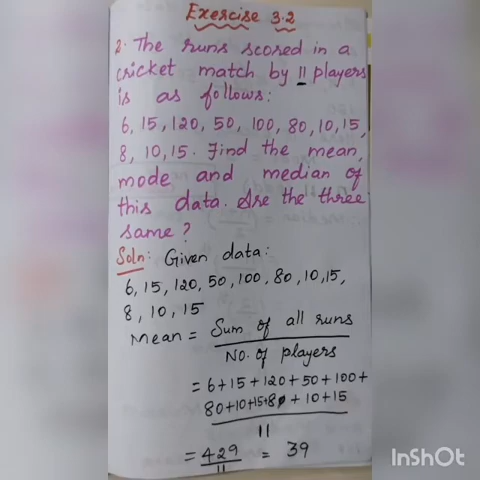 Exercise 3.2
2. The runs scored in a
cricket match by 11 players
is as follows:
6, 15, 120, 50, 100, 80, 10, 15,
8, 10, 15. Find the mean,
mode and median of
this data. Are the three
same?
Soln: Given data:
6, 15, 120, 50, 100, 80, 10, 15,
8, 10, 15
Mean = Sum of all runs
No. of players
= 6+15+120+50+100+
80+10+15+8+10+15
11
= 429 = 39
11
InShOt